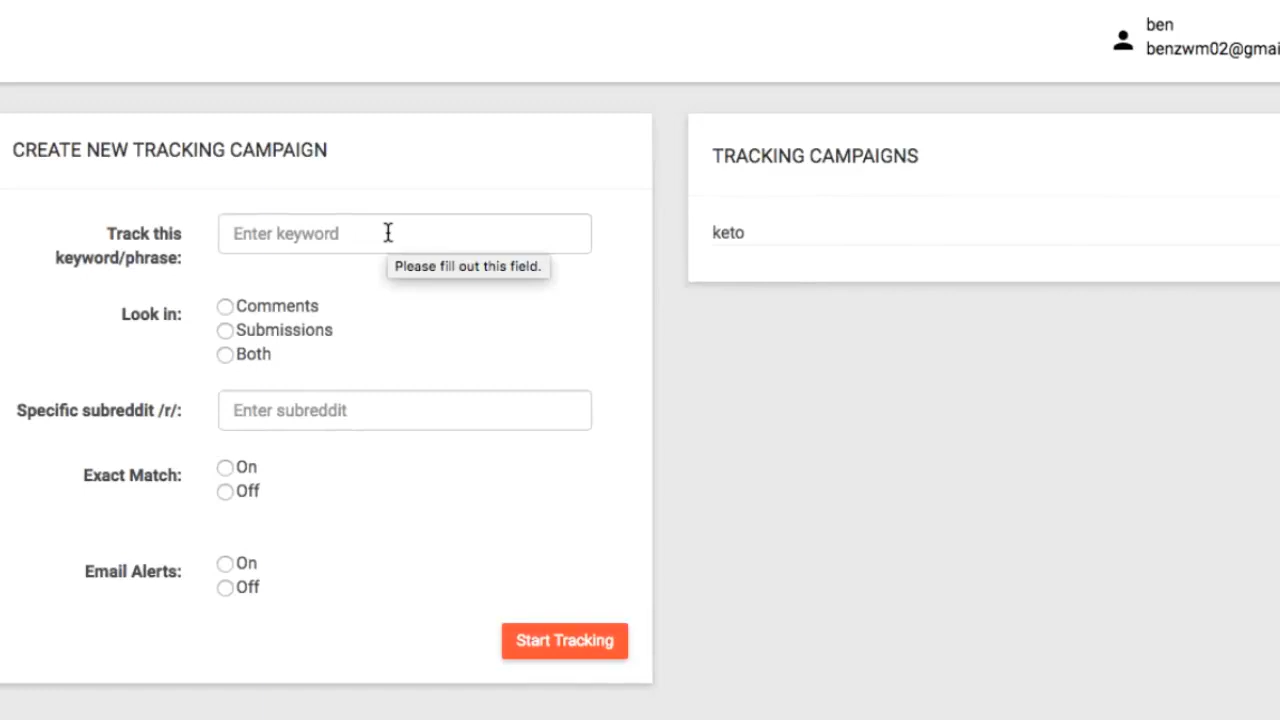 ben
benzwm02@gmai
CREATE NEW TRACKING CAMPAIGN
Track this
keyword/phrase:
Enter keyword
Please fill out this field.
Look in:
Comments
Submissions
Both
Specific subreddit /r/:
Enter subreddit
Exact Match:
On
Off
Email Alerts:
On
Off
Start Tracking
TRACKING CAMPAIGNS
keto